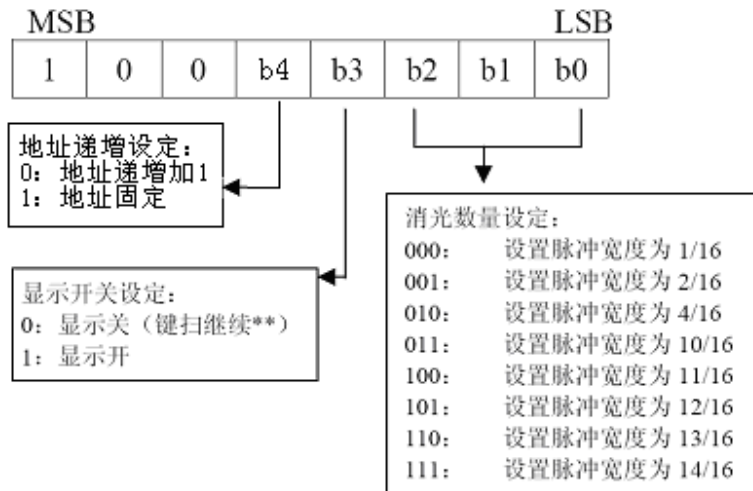 MSB LSB
1 0 0 b4 b3 b2 b1 b0
地址递增设定：
0：地址递增加1
1：地址固定
显示开关设定：
0：显示关（键扫继续**）
1：显示开
消光数量设定：
000： 设置脉冲宽度为 1/16
001： 设置脉冲宽度为 2/16
010： 设置脉冲宽度为 4/16
011： 设置脉冲宽度为 10/16
100： 设置脉冲宽度为 11/16
101： 设置脉冲宽度为 12/16
110： 设置脉冲宽度为 13/16
111： 设置脉冲宽度为 14/16